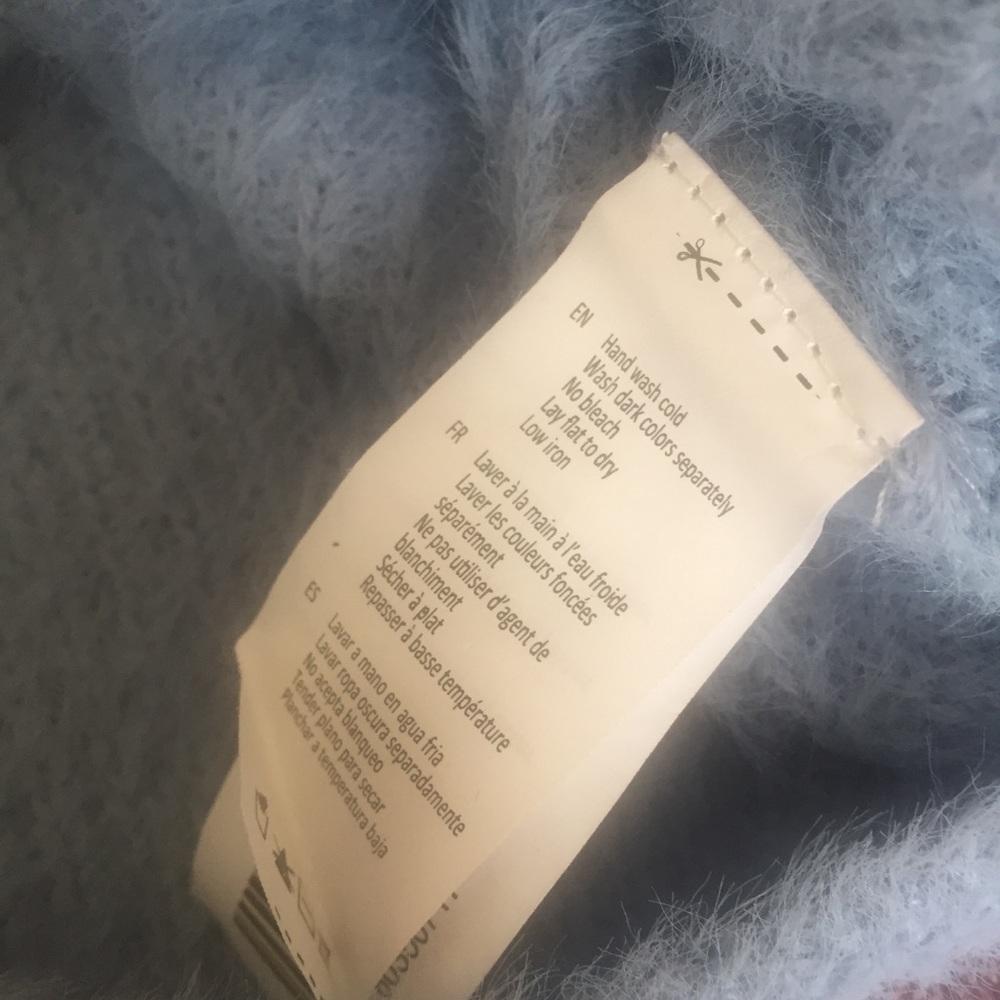 EN
Hand wash cold
Wash dark colors separately
No bleach
Lay flat to dry
Low iron
FR
Laver à la main à l'eau froide
Laver les couleurs foncées
séparément
Ne pas utiliser d'agent de
blanchiment
Sécher à plat
Repasser à basse température
ES
Lavar a mano en agua fria
Lavar ropa oscura separadamente
No acepta blanqueo
Tender plano para secar
Planchar a temperatura baja